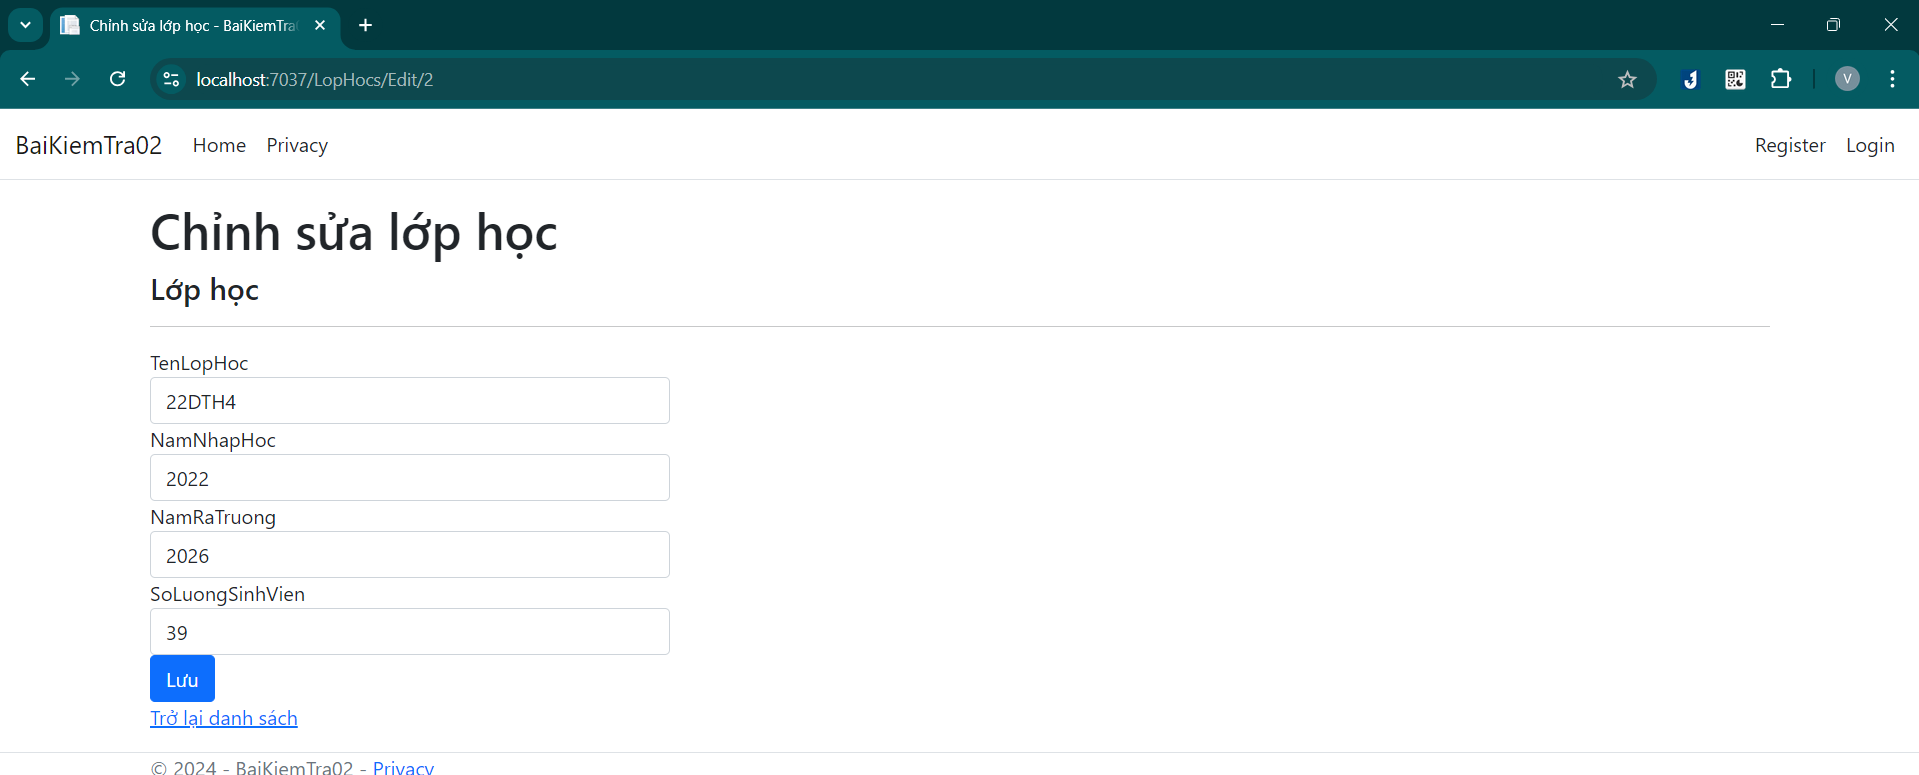 Chỉnh sửa lớp học - BaiKiemTra
localhost:7037/LopHocs/Edit/2
V
BaiKiemTra02 Home Privacy Register Login
Chỉnh sửa lớp học
Lớp học
TenLopHoc
22DTH4
NamNhapHoc
2022
NamRaTruong
2026
SoLuongSinhVien
39
Lưu
Trở lại danh sách
© 2024 - BaiKiemTra02 - Privacy